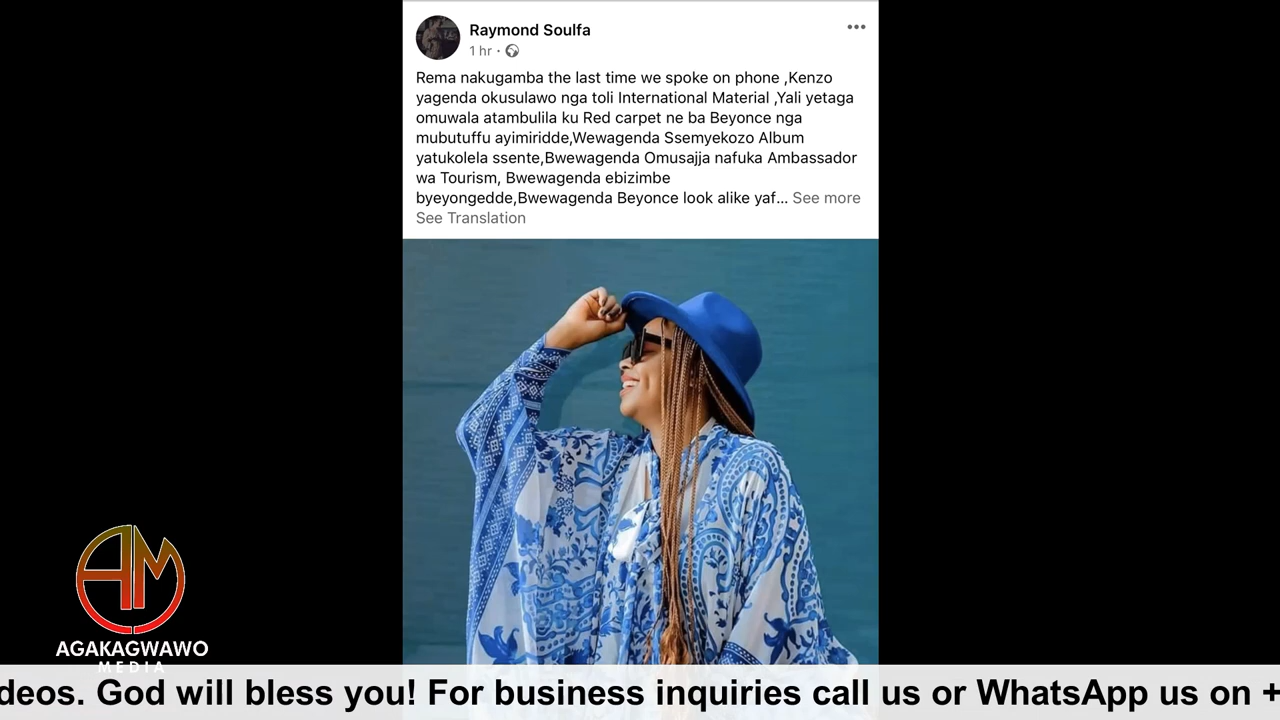 Raymond Soulfa
1 hr ·
Rema nakugamba the last time we spoke on phone ,Kenzo
yagenda okusulawo nga toli International Material ,Yali yetaga
omuwala atambulila ku Red carpet ne ba Beyonce nga
mubutuffu ayimiridde,Wewagenda Ssemyekozo Album
yatukolela ssente,Bwewagenda Omusajja nafuka Ambassador
wa Tourism, Bwewagenda ebizimbe
byeyongedde,Bwewagenda Beyonce look alike yaf... See more
See Translation
AM
AGAKAGWAWO
MEDIA
deos. God will bless you! For business inquiries call us or WhatsApp us on +